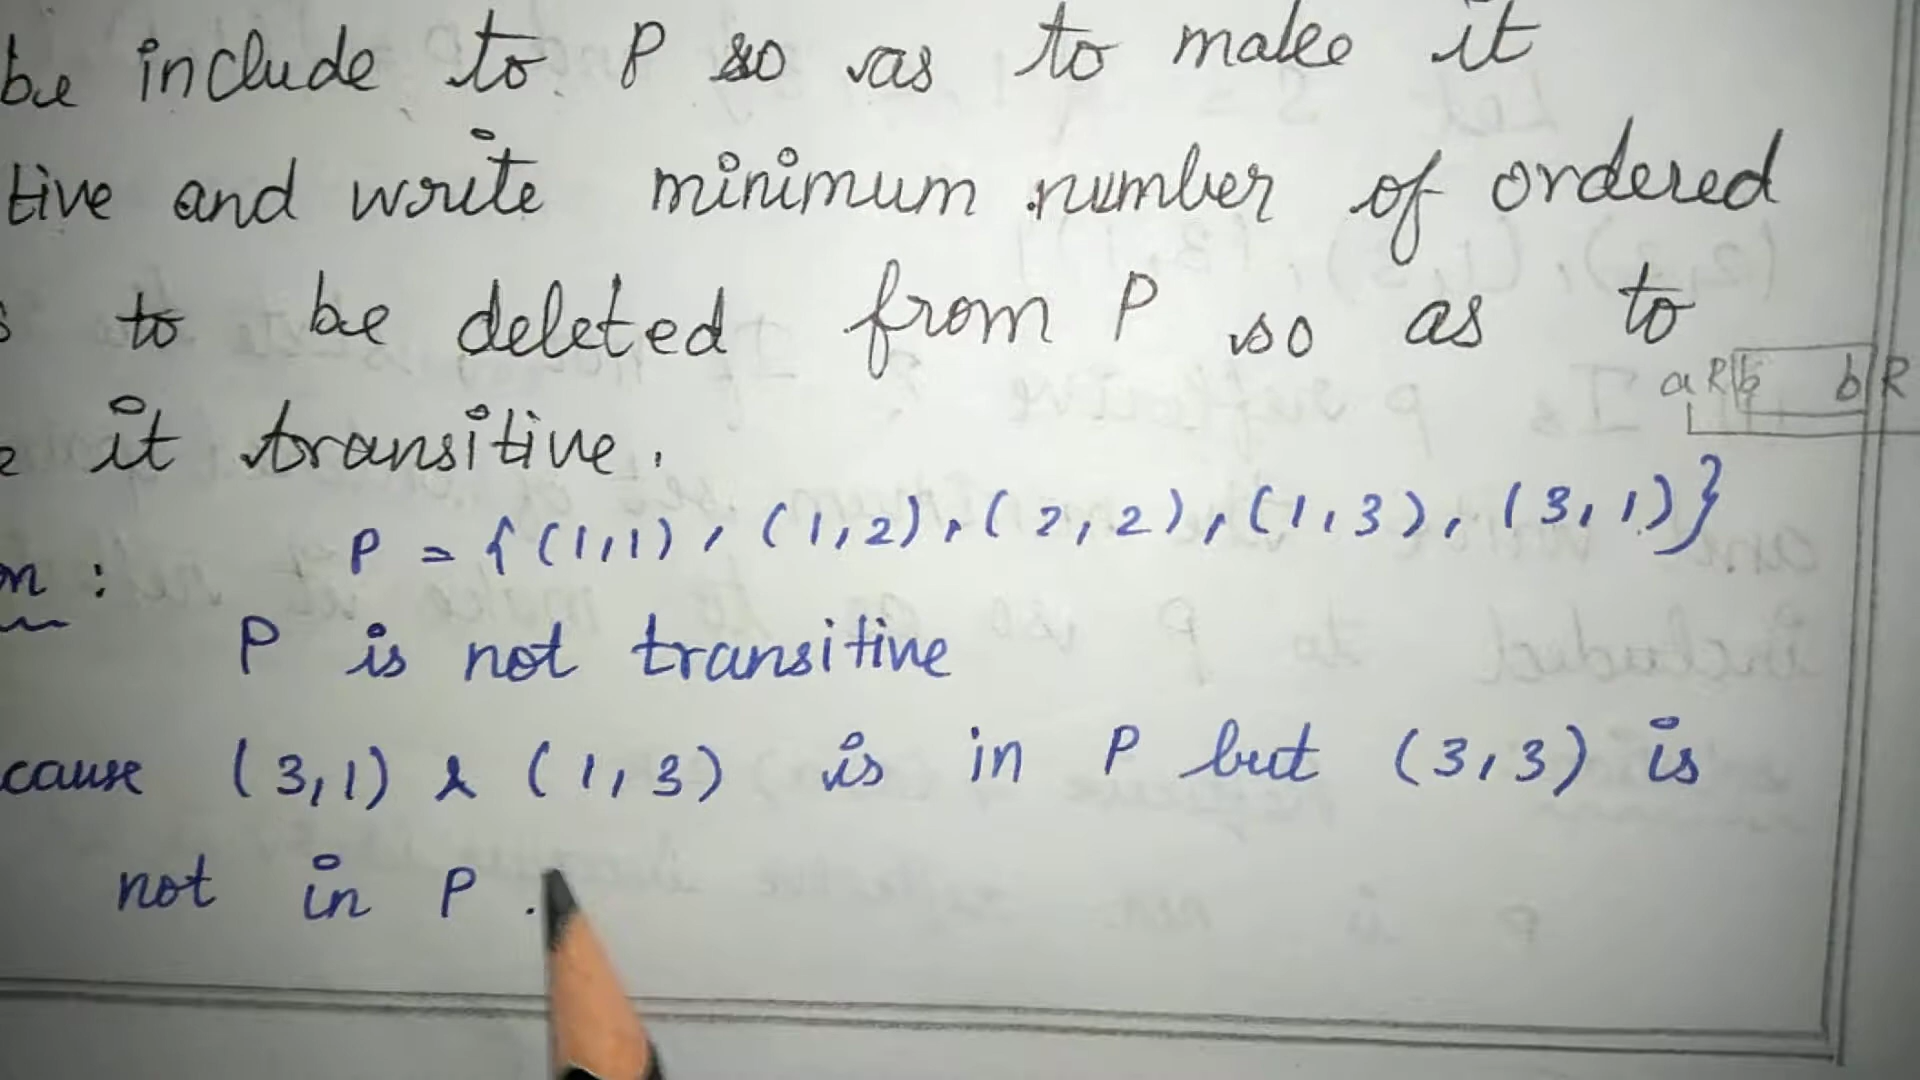 be include to P so as to make it
tive and write minimum number of ordered
s to be deleted from P so as to
it transitive.
a R b b R
P = {(1,1), (1,2), (2,2), (1,3), (3,1)}
n :
P is not transitive
cause (3,1) & (1,3) is in P but (3,3) is
not in P.